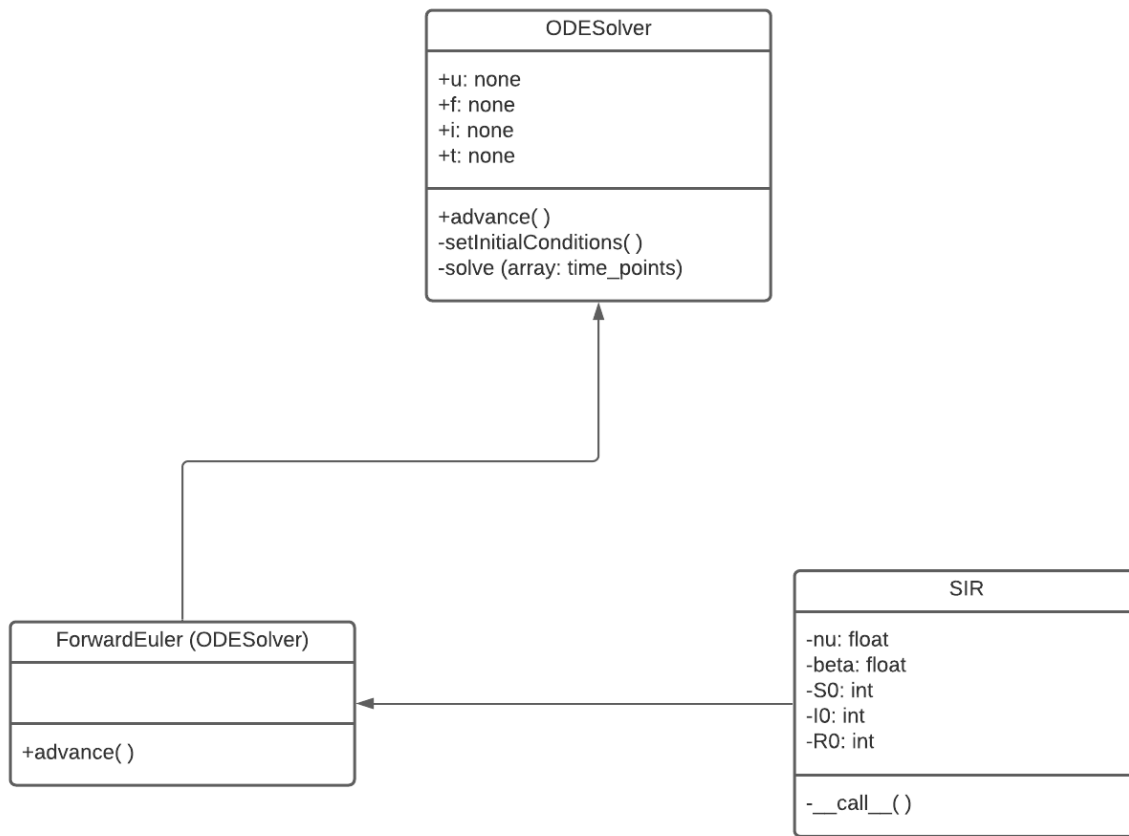 ODESolver
+u: none
+f: none
+i: none
+t: none
+advance( )
-setInitialConditions( )
-solve (array: time_points)
ForwardEuler (ODESolver)
+advance( )
SIR
-nu: float
-beta: float
-S0: int
-I0: int
-R0: int
-__call__( )